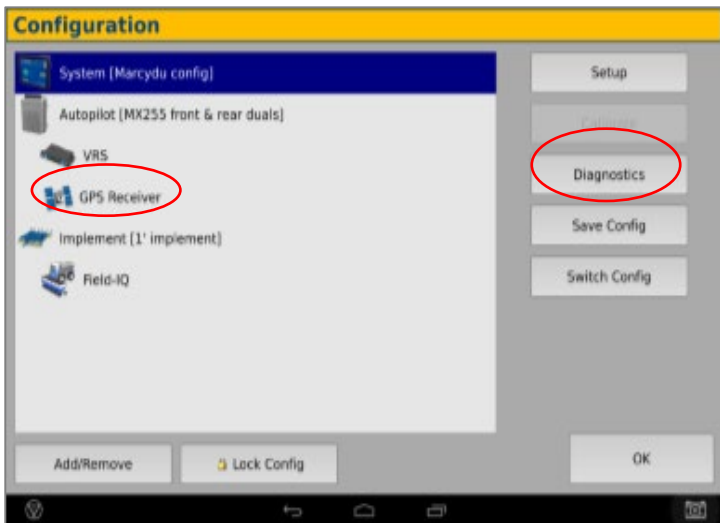 Configuration
System [Marcydu config]
Autopilot [MX255 front & rear duals]
VRS
GPS Receiver
Implement [1' implement]
Field-IQ
Setup
Calibrate
Diagnostics
Save Config
Switch Config
Add/Remove
Lock Config
OK